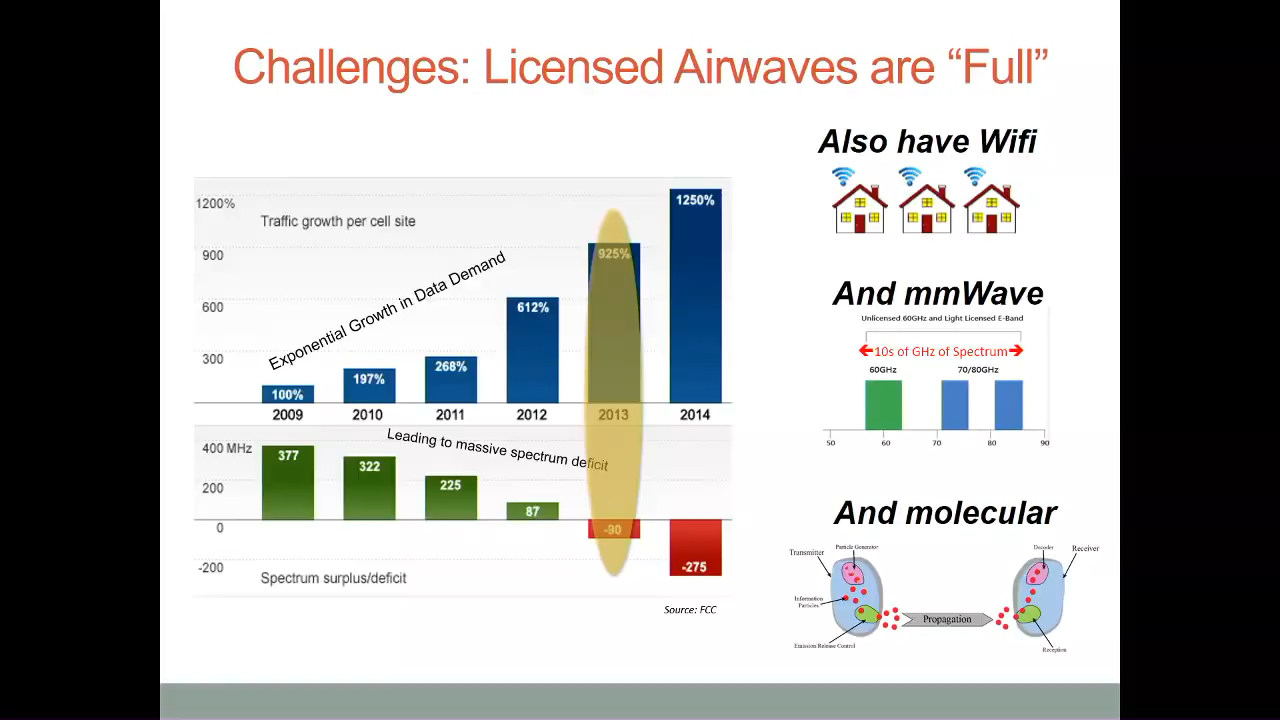 Challenges: Licensed Airwaves are “Full”
1200%
900
600
300
Traffic growth per cell site
Exponential Growth in Data Demand
100%
197%
268%
612%
925%
1250%
2009
2010
2011
2012
2013
2014
Leading to massive spectrum deficit
400 MHz
200
0
-200
377
322
225
87
-90
-275
Spectrum surplus/deficit
Source: FCC
Also have Wifi
And mmWave
Unlicensed 60GHz and Light Licensed E-Band
10s of GHz of Spectrum
60GHz
70/80GHz
50
60
70
80
90
And molecular
Transmitter
Particle Generator
Information
Particles
Emission Release Control
Propagation
Decoder
Receiver
Reception